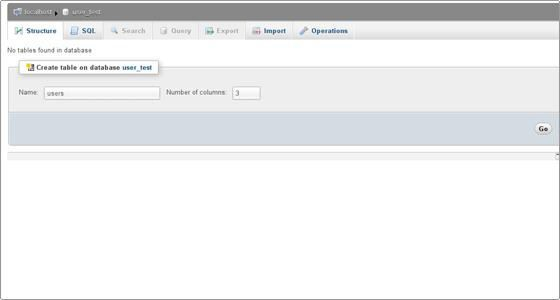 localhost user_test
Structure SQL Search Query Export Import Operations
No tables found in database
Create table on database user_test
Name: users Number of columns: 3
Go